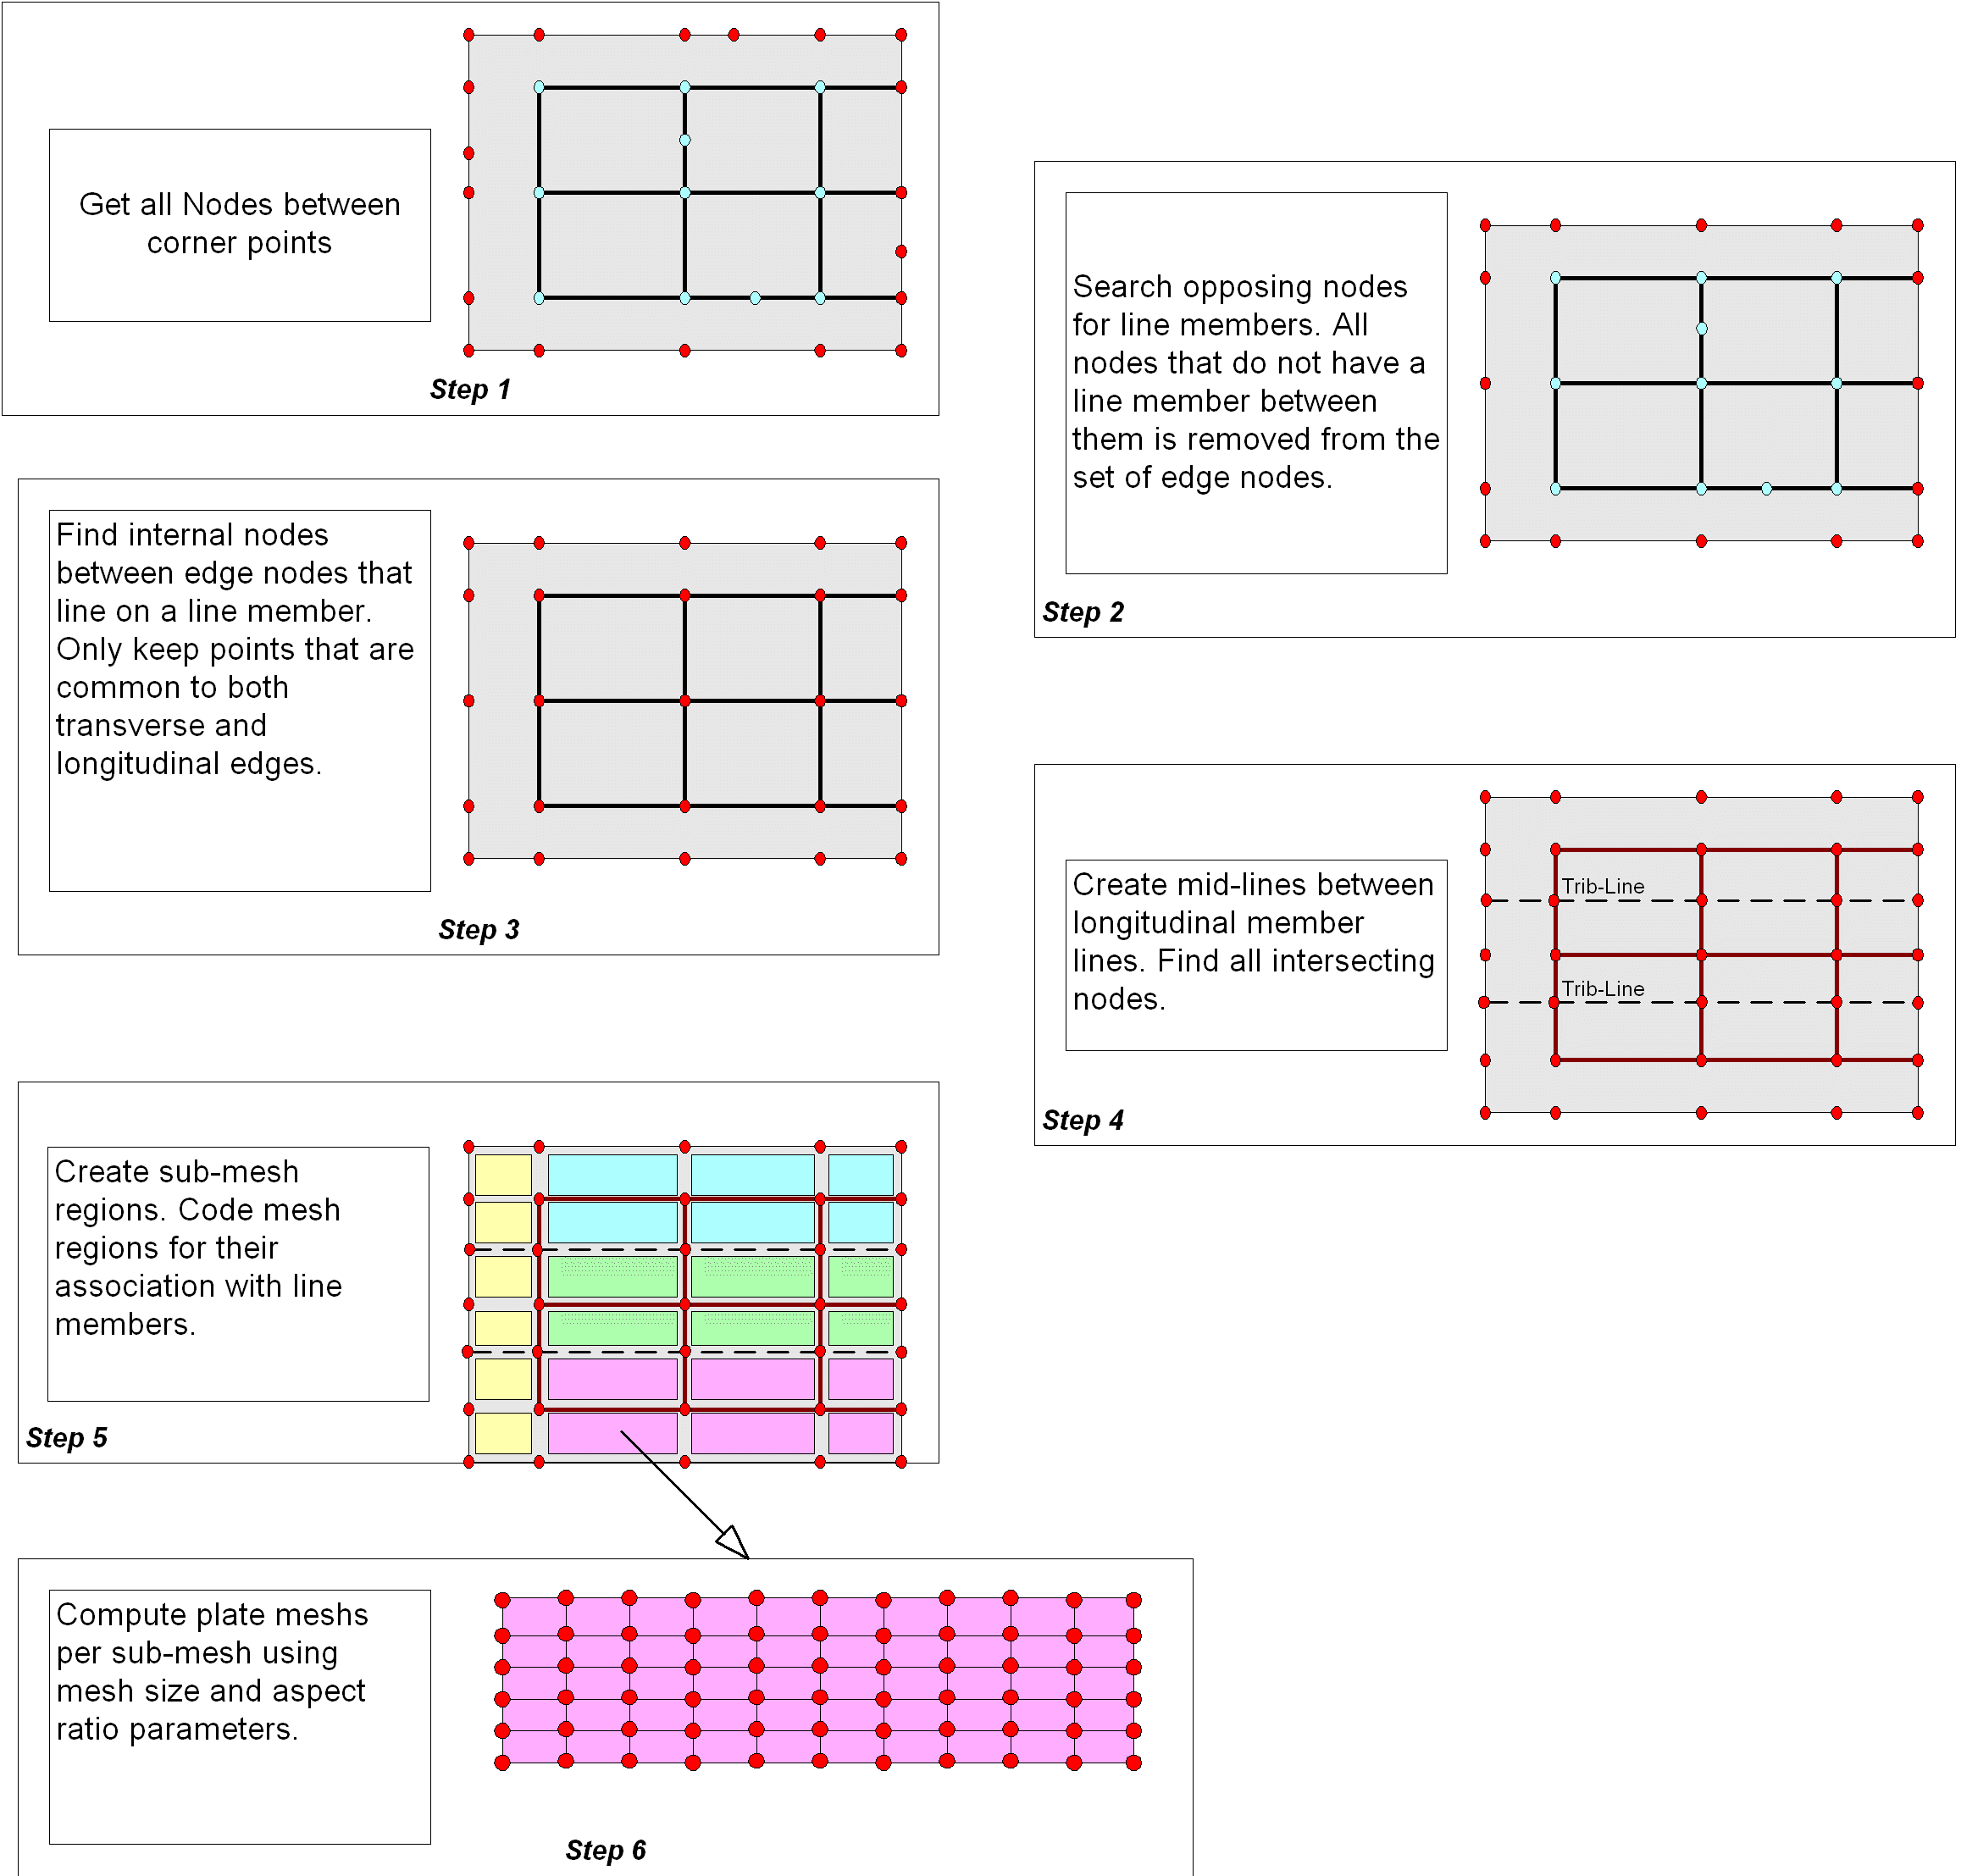 Get all Nodes between
corner points
Step 1
Search opposing nodes
for line members. All
nodes that do not have a
line member between
them is removed from the
set of edge nodes.
Step 2
Find internal nodes
between edge nodes that
line on a line member.
Only keep points that are
common to both
transverse and
longitudinal edges.
Step 3
Create mid-lines between
longitudinal member
lines. Find all intersecting
nodes.
Trib-Line
Trib-Line
Step 4
Create sub-mesh
regions. Code mesh
regions for their
association with line
members.
Step 5
Compute plate meshs
per sub-mesh using
mesh size and aspect
ratio parameters.
Step 6